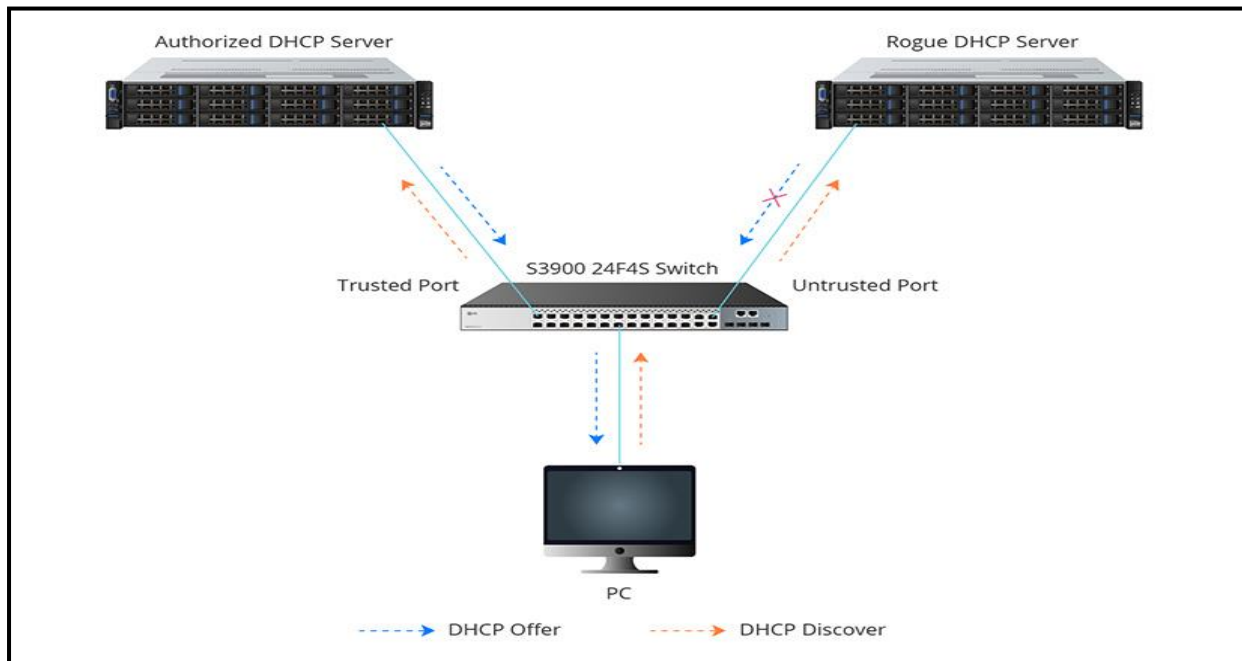 Authorized DHCP Server
Rogue DHCP Server
S3900 24F4S Switch
Trusted Port
Untrusted Port
PC
DHCP Offer
DHCP Discover